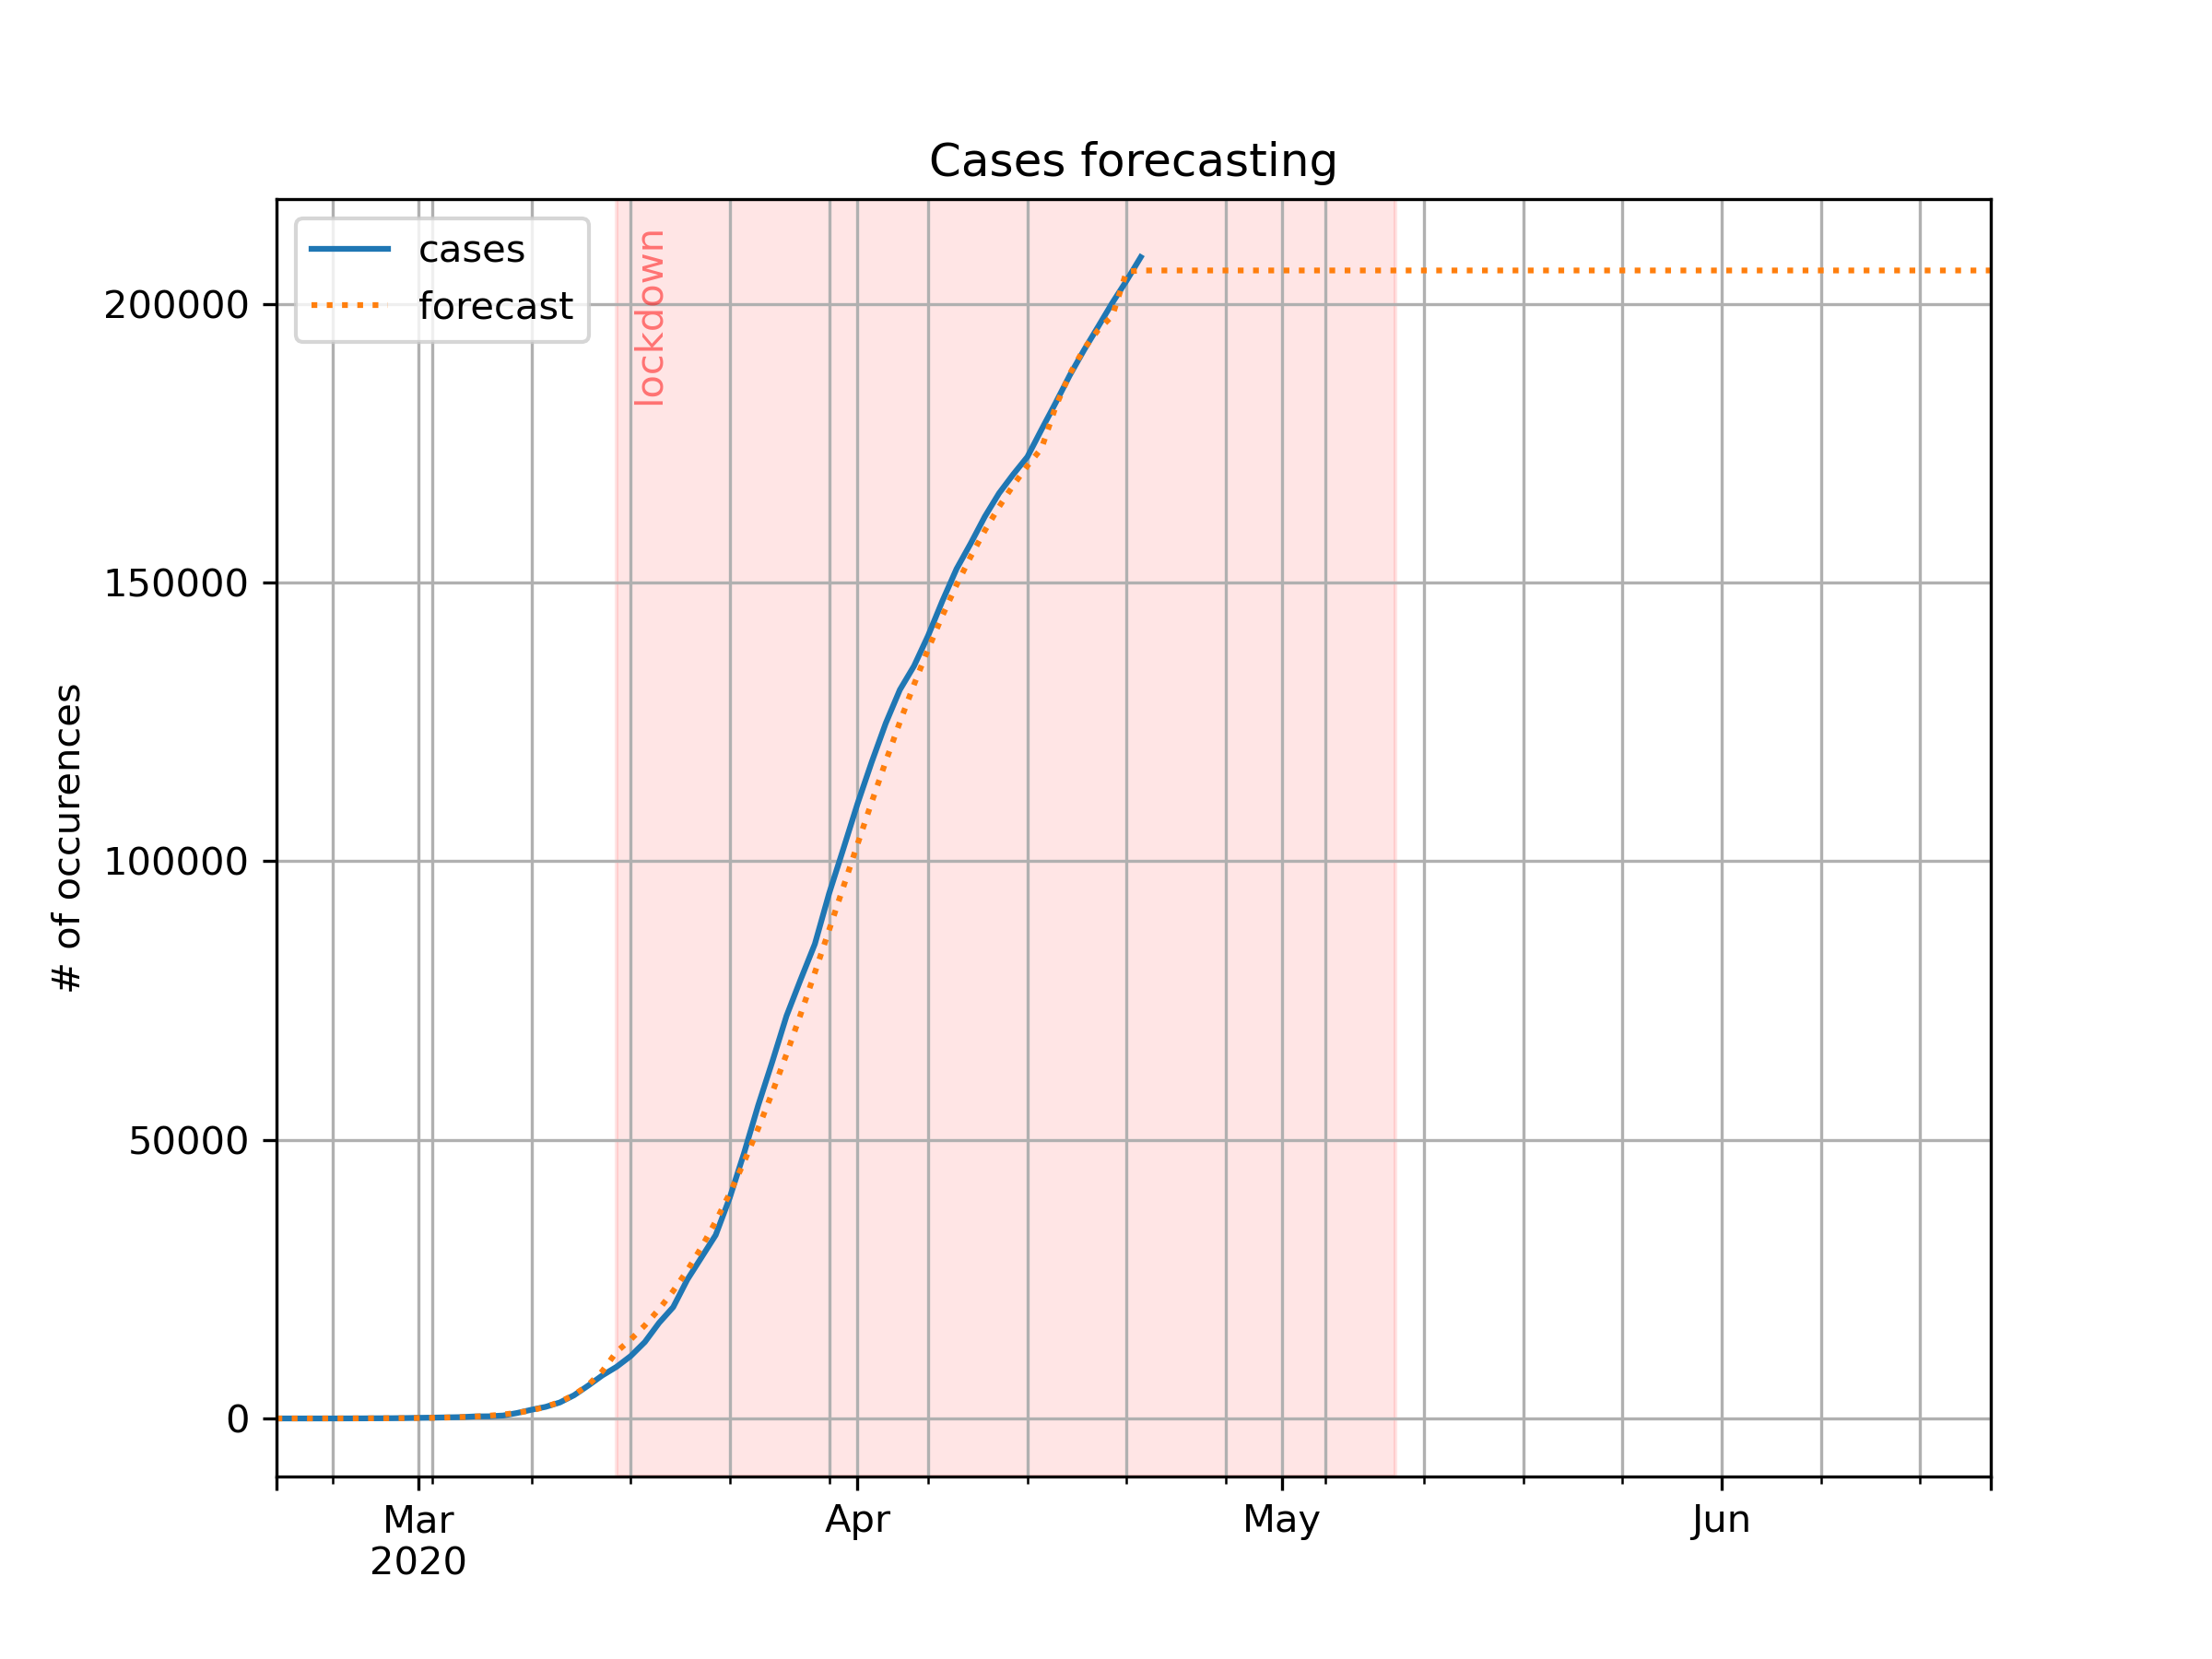 Cases forecasting
cases
forecast
lockdown
# of occurences
200000
150000
100000
50000
0
Mar
2020
Apr
May
Jun